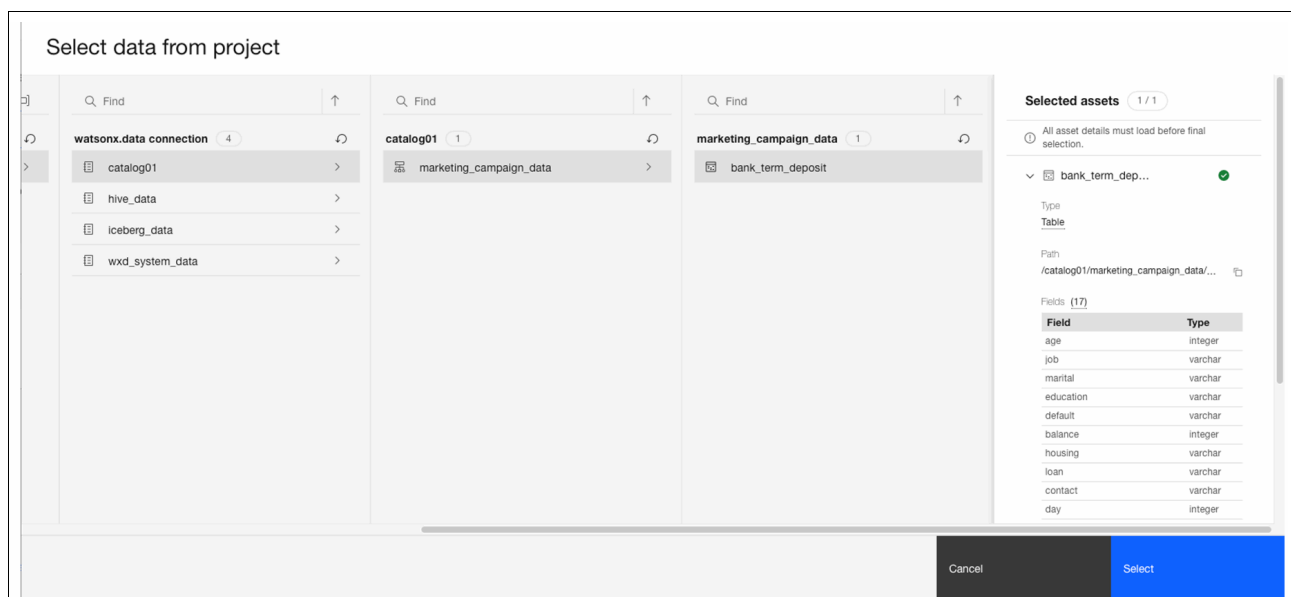 Select data from project
Find
watsonx.data connection 4
catalog01
hive_data
iceberg_data
wxd_system_data
Find
catalog01 1
marketing_campaign_data
Find
marketing_campaign_data 1
bank_term_deposit
Selected assets 1 / 1
All asset details must load before final
selection.
bank_term_dep...
Type
Table
Path
/catalog01/marketing_campaign_data/...
Fields (17)
Field Type
age integer
job varchar
marital varchar
education varchar
default varchar
balance integer
housing varchar
loan varchar
contact varchar
day integer
Cancel
Select